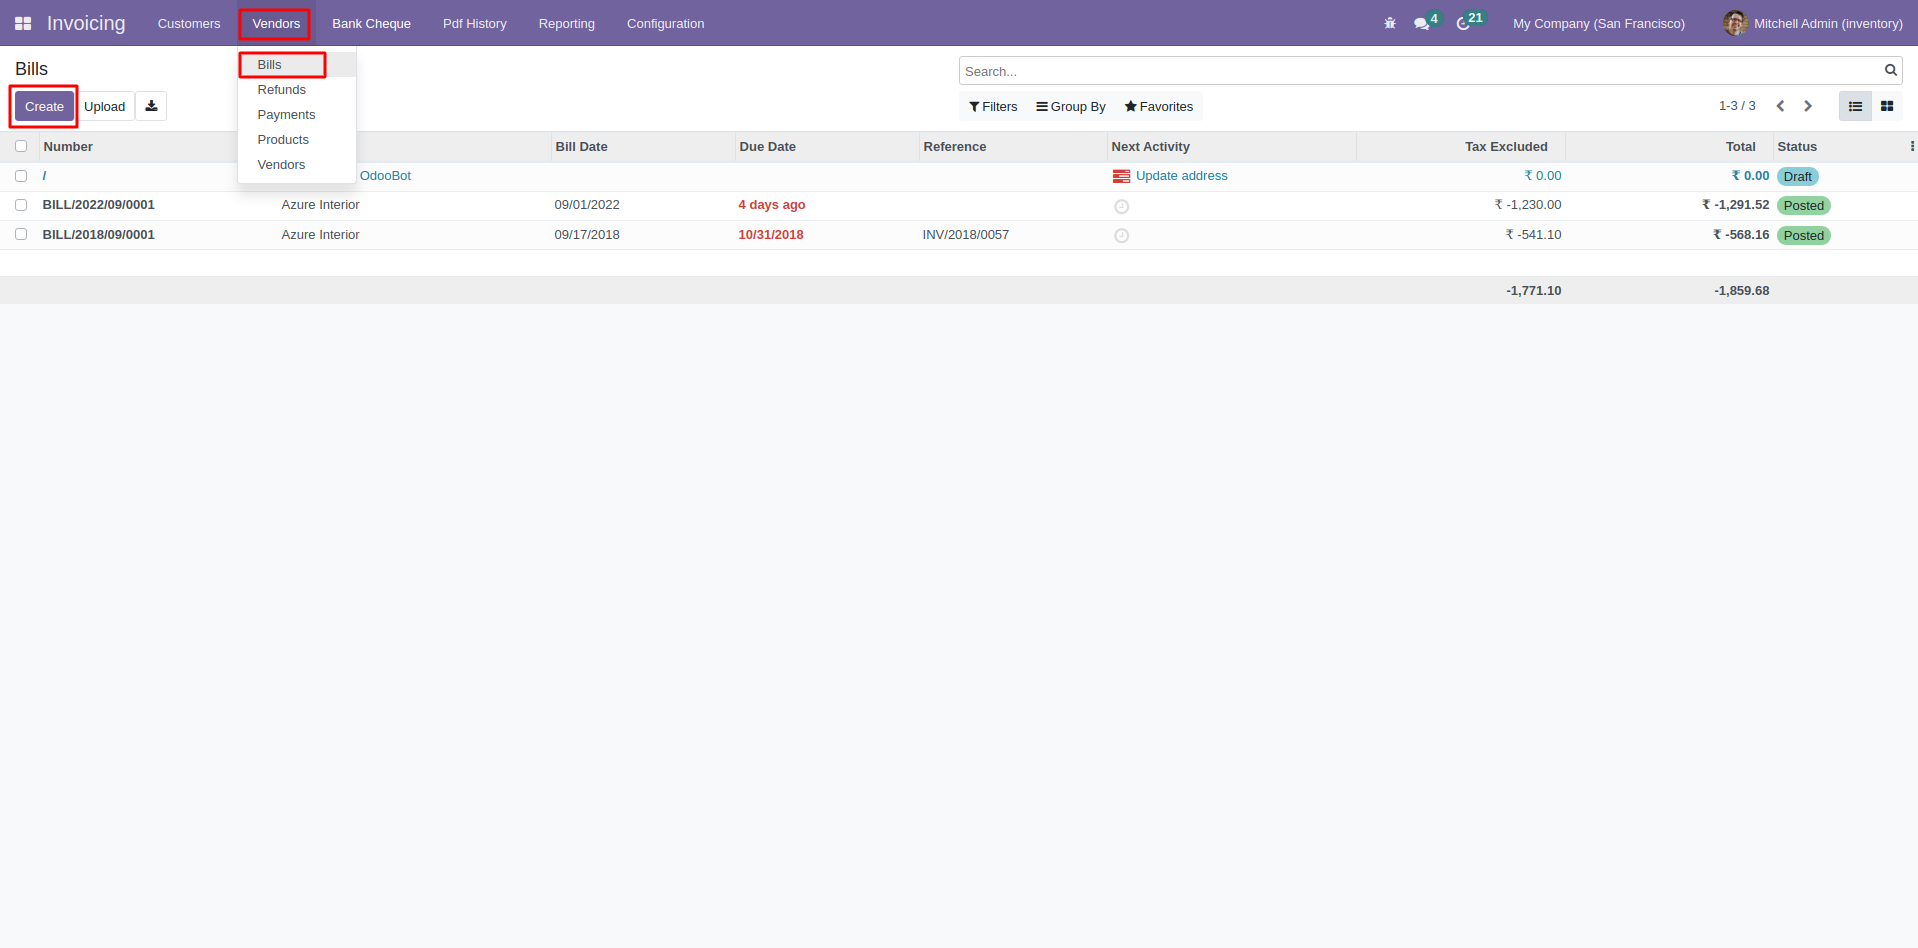 Invoicing Customers Vendors Bank Cheque Pdf History Reporting Configuration 4 21 My Company (San Francisco) Mitchell Admin (inventory)
Bills
Refunds
Payments
Products
Vendors
Bills
Search...
Create Upload
Filters Group By Favorites 1-3 / 3
Number Bill Date Due Date Reference Next Activity Tax Excluded Total Status
/ OdooBot Update address ₹ 0.00 ₹ 0.00 Draft
BILL/2022/09/0001 Azure Interior 09/01/2022 4 days ago ₹ -1,230.00 ₹ -1,291.52 Posted
BILL/2018/09/0001 Azure Interior 09/17/2018 10/31/2018 INV/2018/0057 ₹ -541.10 ₹ -568.16 Posted
-1,771.10 -1,859.68